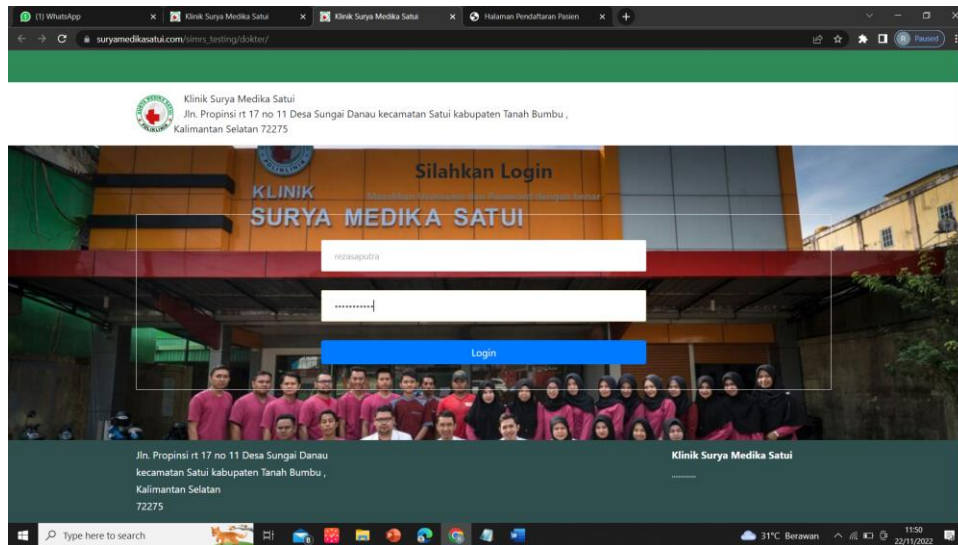 (1) WhatsApp
Klinik Surya Medika Satui
Klinik Surya Medika Satui
Halaman Pendaftaran Pasien
suryamedikasatui.com/simrs_testing/dokter/
R
Paused
Klinik Surya Medika Satui
Jln. Propinsi rt 17 no 11 Desa Sungai Danau kecamatan Satui kabupaten Tanah Bumbu ,
Kalimantan Selatan 72275
POLIKLINIK
Silahkan Login
KLINIK
SURYA MEDIKA SATUI
rezasaputra
Login
Jln. Propinsi rt 17 no 11 Desa Sungai Danau
kecamatan Satui kabupaten Tanah Bumbu ,
Kalimantan Selatan
72275
Klinik Surya Medika Satui
Type here to search
31°C Berawan
11:50
22/11/2022